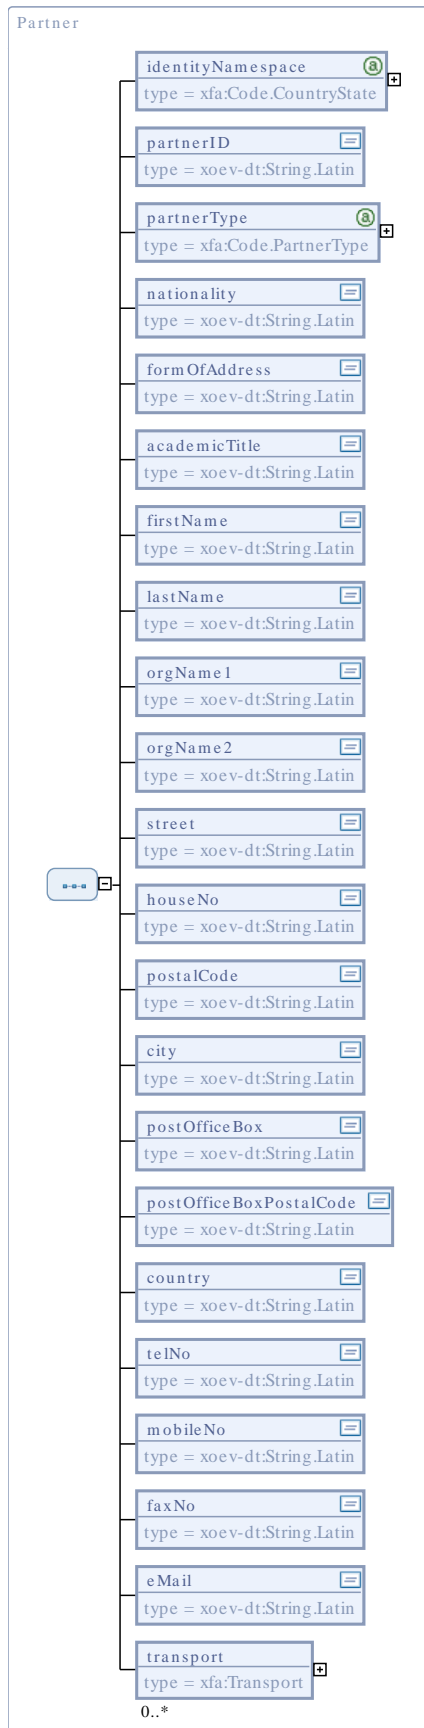 Partner
identityNamespace
type = xfa:Code.CountryState
partnerID
type = xoev-dt:String.Latin
partnerType
type = xfa:Code.PartnerType
nationality
type = xoev-dt:String.Latin
formOfAddress
type = xoev-dt:String.Latin
academicTitle
type = xoev-dt:String.Latin
firstName
type = xoev-dt:String.Latin
lastName
type = xoev-dt:String.Latin
orgName1
type = xoev-dt:String.Latin
orgName2
type = xoev-dt:String.Latin
street
type = xoev-dt:String.Latin
houseNo
type = xoev-dt:String.Latin
postalCode
type = xoev-dt:String.Latin
city
type = xoev-dt:String.Latin
postOfficeBox
type = xoev-dt:String.Latin
postOfficeBoxPostalCode
type = xoev-dt:String.Latin
country
type = xoev-dt:String.Latin
telNo
type = xoev-dt:String.Latin
mobileNo
type = xoev-dt:String.Latin
faxNo
type = xoev-dt:String.Latin
eMail
type = xoev-dt:String.Latin
transport
type = xfa:Transport
0..*